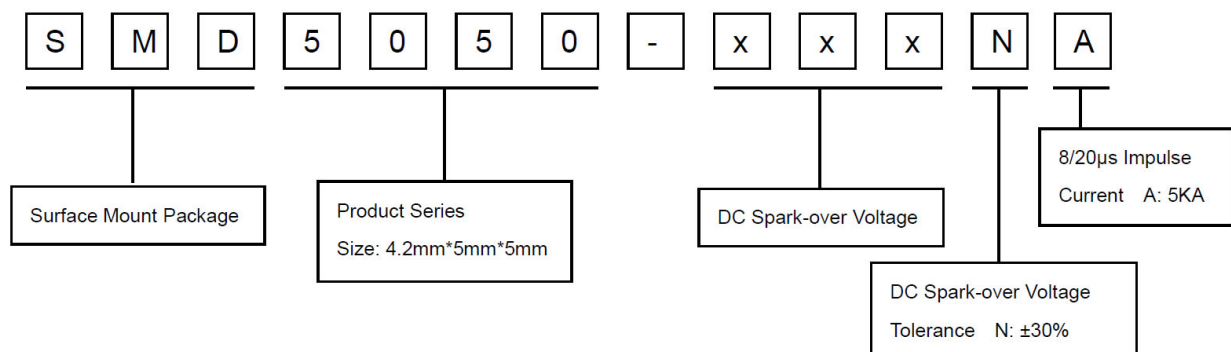 S M D 5 0 5 0 - x x x N A
Surface Mount Package
Product Series
Size: 4.2mm*5mm*5mm
DC Spark-over Voltage
8/20μs Impulse
Current A: 5KA
DC Spark-over Voltage
Tolerance N: ±30%